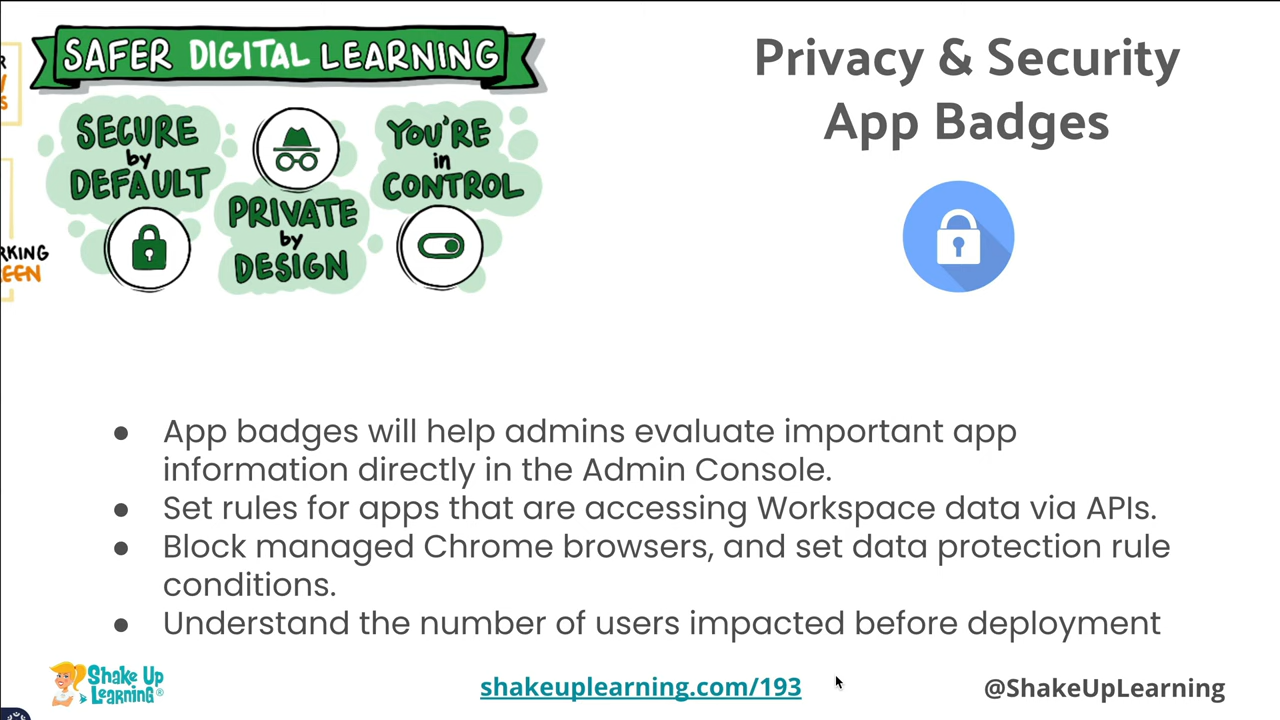 SAFER DIGITAL LEARNING
SECURE
by
DEFAULT
PRIVATE
by
DESIGN
YOU'RE
in
CONTROL
Privacy & Security
App Badges
● App badges will help admins evaluate important app
information directly in the Admin Console.
● Set rules for apps that are accessing Workspace data via APIs.
● Block managed Chrome browsers, and set data protection rule
conditions.
● Understand the number of users impacted before deployment
Shake Up
Learning®
shakeuplearning.com/193
@ShakeUpLearning